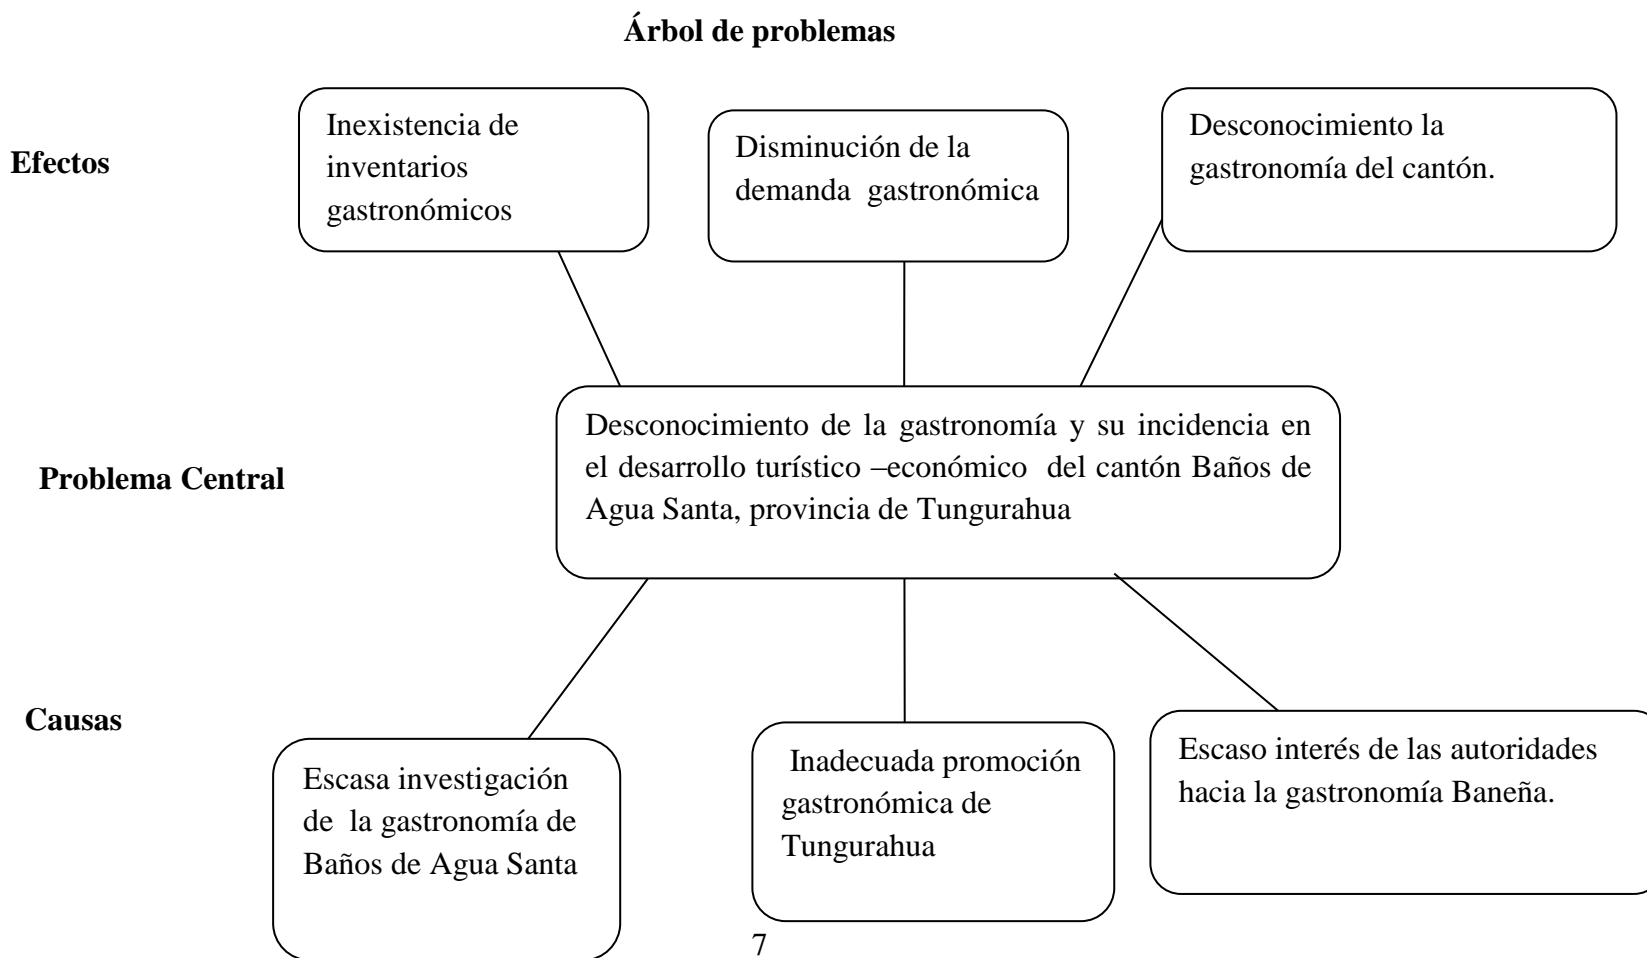 Árbol de problemas
Efectos
Inexistencia de
inventarios
gastronómicos
Disminución de la
demanda gastronómica
Desconocimiento la
gastronomía del cantón.
Problema Central
Desconocimiento de la gastronomía y su incidencia en
el desarrollo turístico –económico del cantón Baños de
Agua Santa, provincia de Tungurahua
Causas
Escasa investigación
de la gastronomía de
Baños de Agua Santa
Inadecuada promoción
gastronómica de
Tungurahua
Escaso interés de las autoridades
hacia la gastronomía Baneña.
7